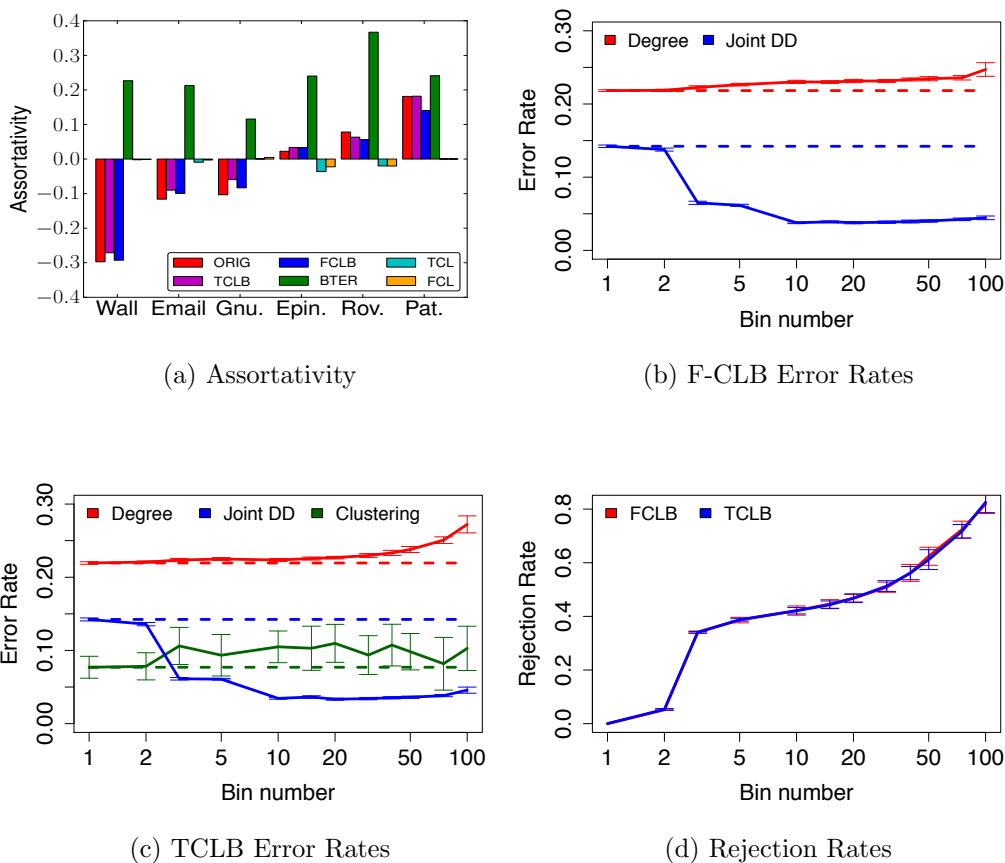 0.4
0.3
0.2
0.1
0.0
−0.1
−0.2
−0.3
−0.4
Assortativity
ORIG FCLB TCL
TCLB BTER FCL
Wall Email Gnu. Epin. Rov. Pat.
(a) Assortativity
Degree Joint DD
0.30
0.20
0.10
0.00
Error Rate
1 2 5 10 20 50 100
Bin number
(b) F-CLB Error Rates
Degree Joint DD Clustering
0.30
0.20
0.10
0.00
Error Rate
1 2 5 10 20 50 100
Bin number
(c) TCLB Error Rates
FCLB TCLB
0.8
0.6
0.4
0.2
0.0
Rejection Rate
1 2 5 10 20 50 100
Bin number
(d) Rejection Rates